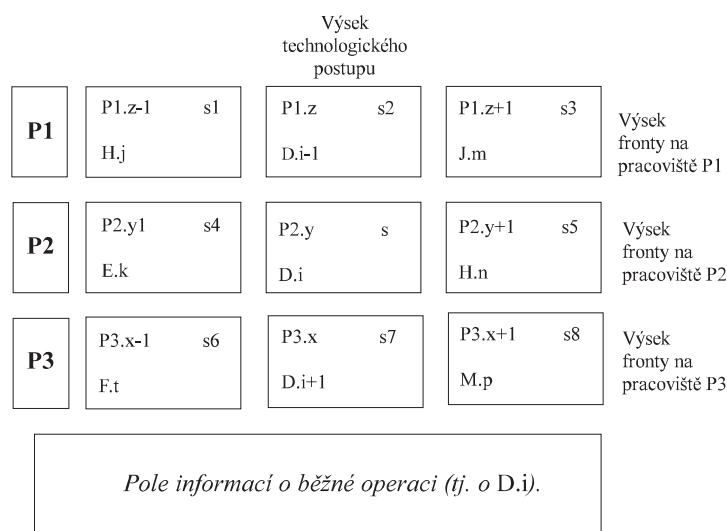 Výsek
technologického
postupu
P1
P1.z-1 s1
H.j
P1.z s2
D.i-1
P1.z+1 s3
J.m
Výsek
fronty na
pracoviště P1
P2
P2.y1 s4
E.k
P2.y s
D.i
P2.y+1 s5
H.n
Výsek
fronty na
pracoviště P2
P3
P3.x-1 s6
F.t
P3.x s7
D.i+1
P3.x+1 s8
M.p
Výsek
fronty na
pracoviště P3
Pole informací o běžné operaci (tj. o D.i).